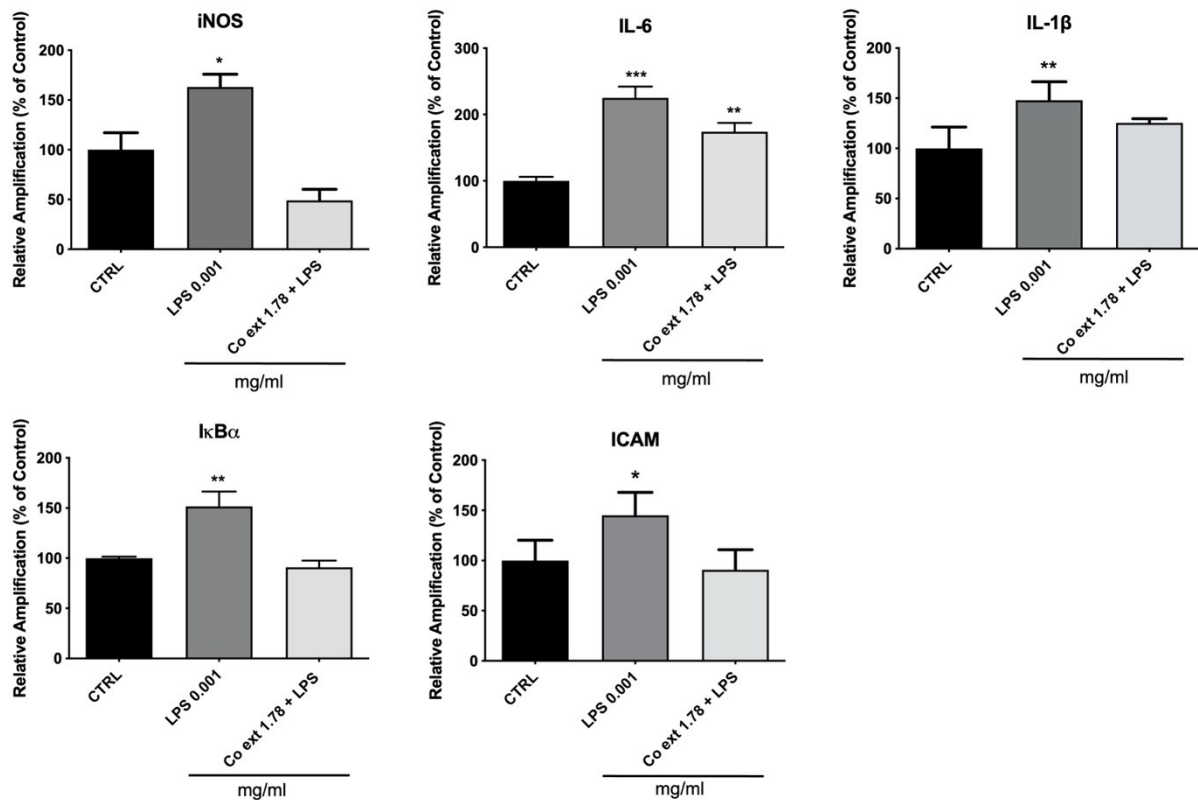 iNOS
Relative Amplification (% of Control)
200
150
100
50
0
*
CTRL
LPS 0.001
Co ext 1.78 + LPS
mg/ml
IL-6
Relative Amplification (% of Control)
300
200
100
0
***
**
CTRL
LPS 0.001
Co ext 1.78 + LPS
mg/ml
IL-1β
Relative Amplification (% of Control)
200
150
100
50
0
**
CTRL
LPS 0.001
Co ext 1.78 + LPS
mg/ml
IκBα
Relative Amplification (% of Control)
200
150
100
50
0
**
CTRL
LPS 0.001
Co ext 1.78 + LPS
mg/ml
ICAM
Relative Amplification (% of Control)
200
150
100
50
0
*
CTRL
LPS 0.001
Co ext 1.78 + LPS
mg/ml